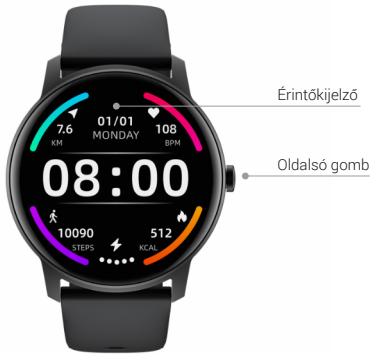 Érintőkijelző
Oldalsó gomb
01/01
MONDAY
7.6
KM
108
BPM
08:00
10090
STEPS
512
KCAL